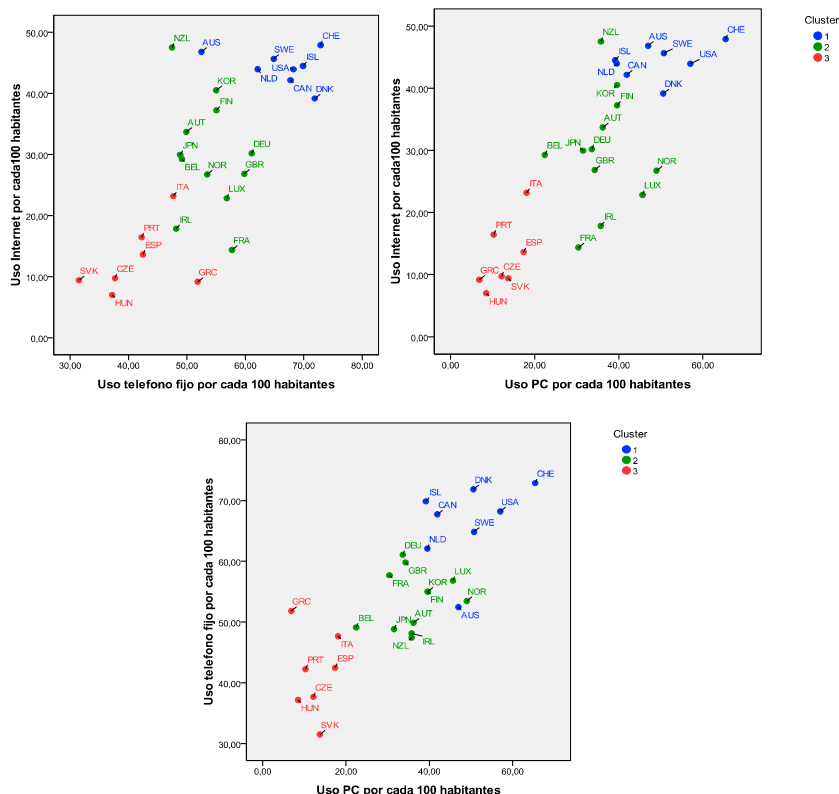 Cluster
1
2
3
50,00
40,00
30,00
20,00
10,00
0,00
Uso Internet por cada100 habitantes
NZL
AUS
SWE
CHE
ISL
USA
NLD
CAN
DNK
KOR
FIN
AUT
JPN
BEL
NOR
DEU
GBR
ITA
LUX
IRL
PRT
ESP
FRA
SVK
CZE
GRC
HUN
30,00
40,00
50,00
60,00
70,00
80,00
Uso telefono fijo por cada 100 habitantes
50,00
40,00
30,00
20,00
10,00
0,00
Uso Internet por cada100 habitantes
NZL
AUS
CHE
ISL
SWE
USA
NLD
CAN
KOR
DNK
FIN
AUT
BEL
JPN
DEU
GBR
NOR
ITA
LUX
IRL
PRT
ESP
FRA
GRC
CZE
SVK
HUN
0,00
20,00
40,00
60,00
Uso PC por cada 100 habitantes
Cluster
1
2
3
80,00
70,00
60,00
50,00
40,00
30,00
Uso telefono fijo por cada 100 habitantes
DNK
CHE
ISL
CAN
USA
SWE
NLD
DEU
GBR
LUX
FRA
KOR
NOR
FIN
GRC
AUS
BEL
JPN
AUT
ITA
NZL
IRL
PRT
ESP
CZE
HUN
SVK
0,00
20,00
40,00
60,00
Uso PC por cada 100 habitantes